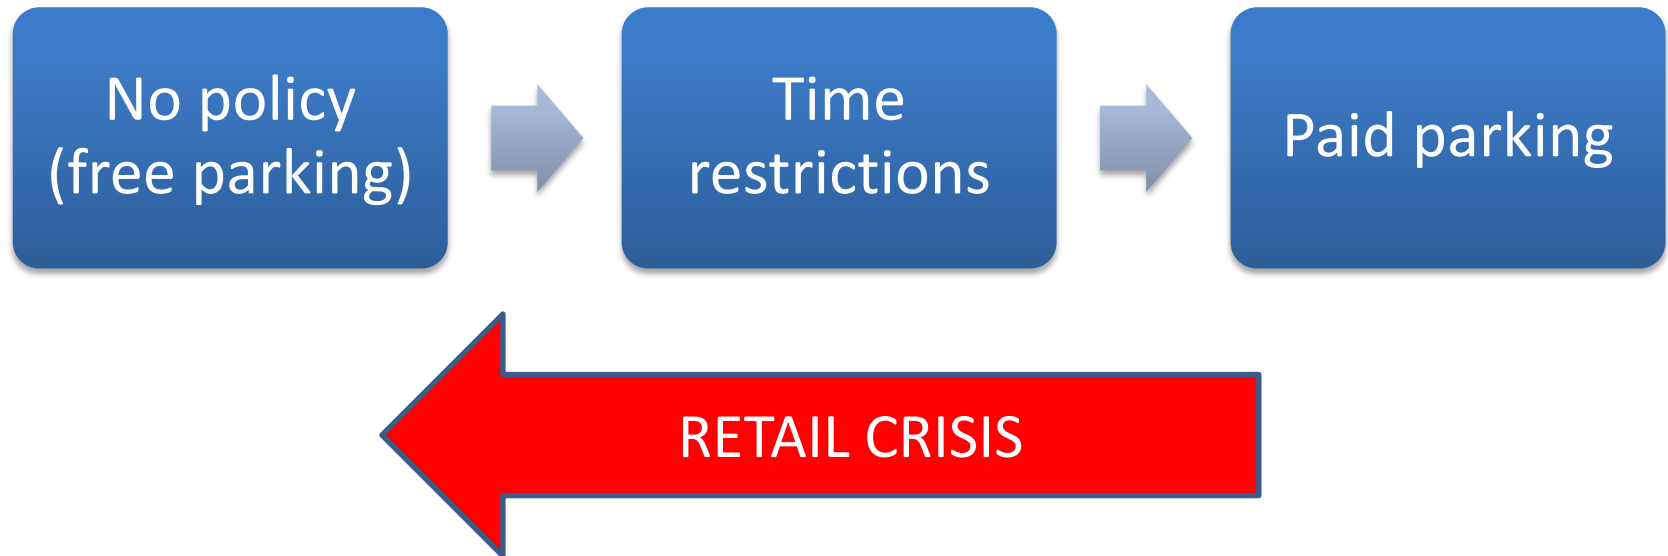 No policy
(free parking)
Time
restrictions
Paid parking
RETAIL CRISIS